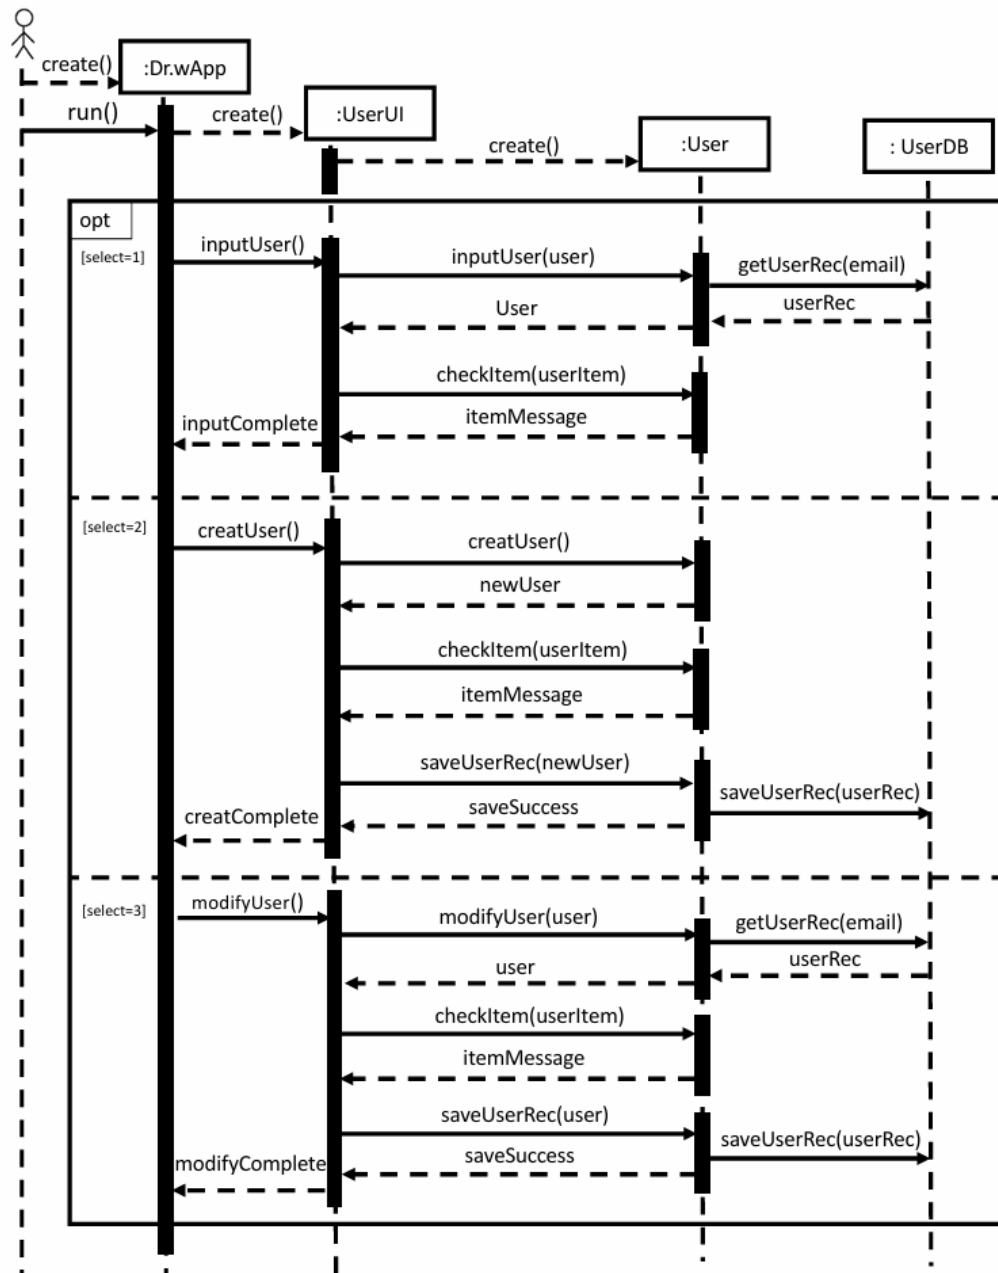 create()
:Dr.wApp
run()
create()
:UserUI
create()
:User
: UserDB
opt
[select=1]
inputUser()
inputUser(user)
getUserRec(email)
userRec
User
checkItem(userItem)
itemMessage
inputComplete
[select=2]
creatUser()
creatUser()
newUser
checkItem(userItem)
itemMessage
saveUserRec(newUser)
saveUserRec(userRec)
saveSuccess
creatComplete
[select=3]
modifyUser()
modifyUser(user)
getUserRec(email)
userRec
user
checkItem(userItem)
itemMessage
saveUserRec(user)
saveUserRec(userRec)
saveSuccess
modifyComplete